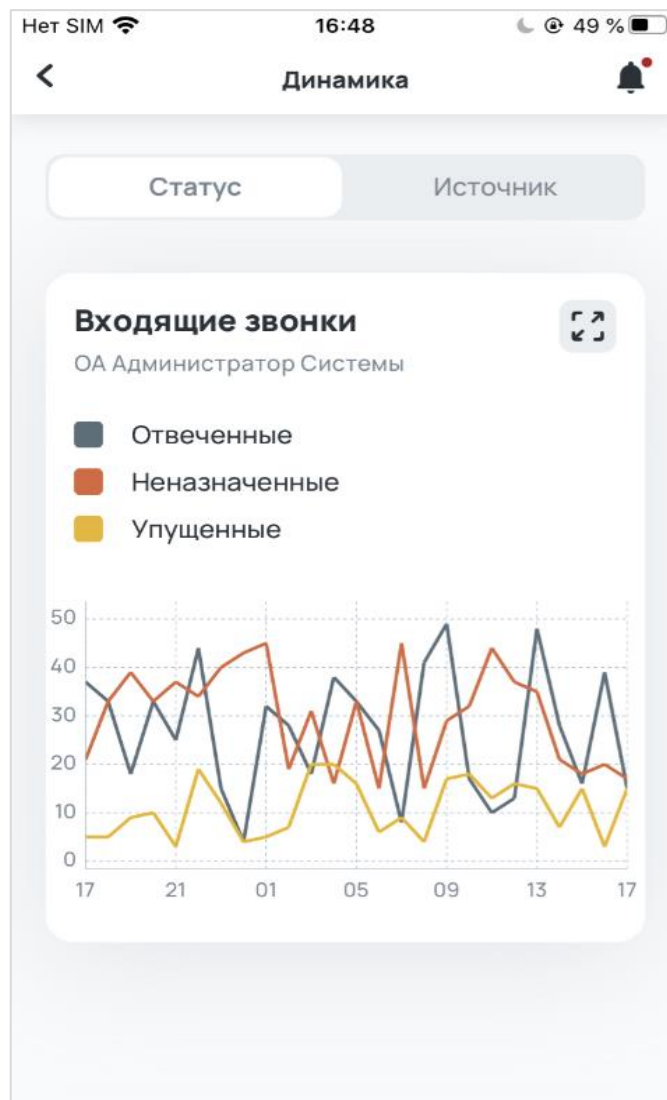 Нет SIM 16:48 49 %
Динамика
Статус Источник
Входящие звонки
ОА Администратор Системы
Отвеченные
Неназначенные
Упущенные
50
40
30
20
10
0
17 21 01 05 09 13 17